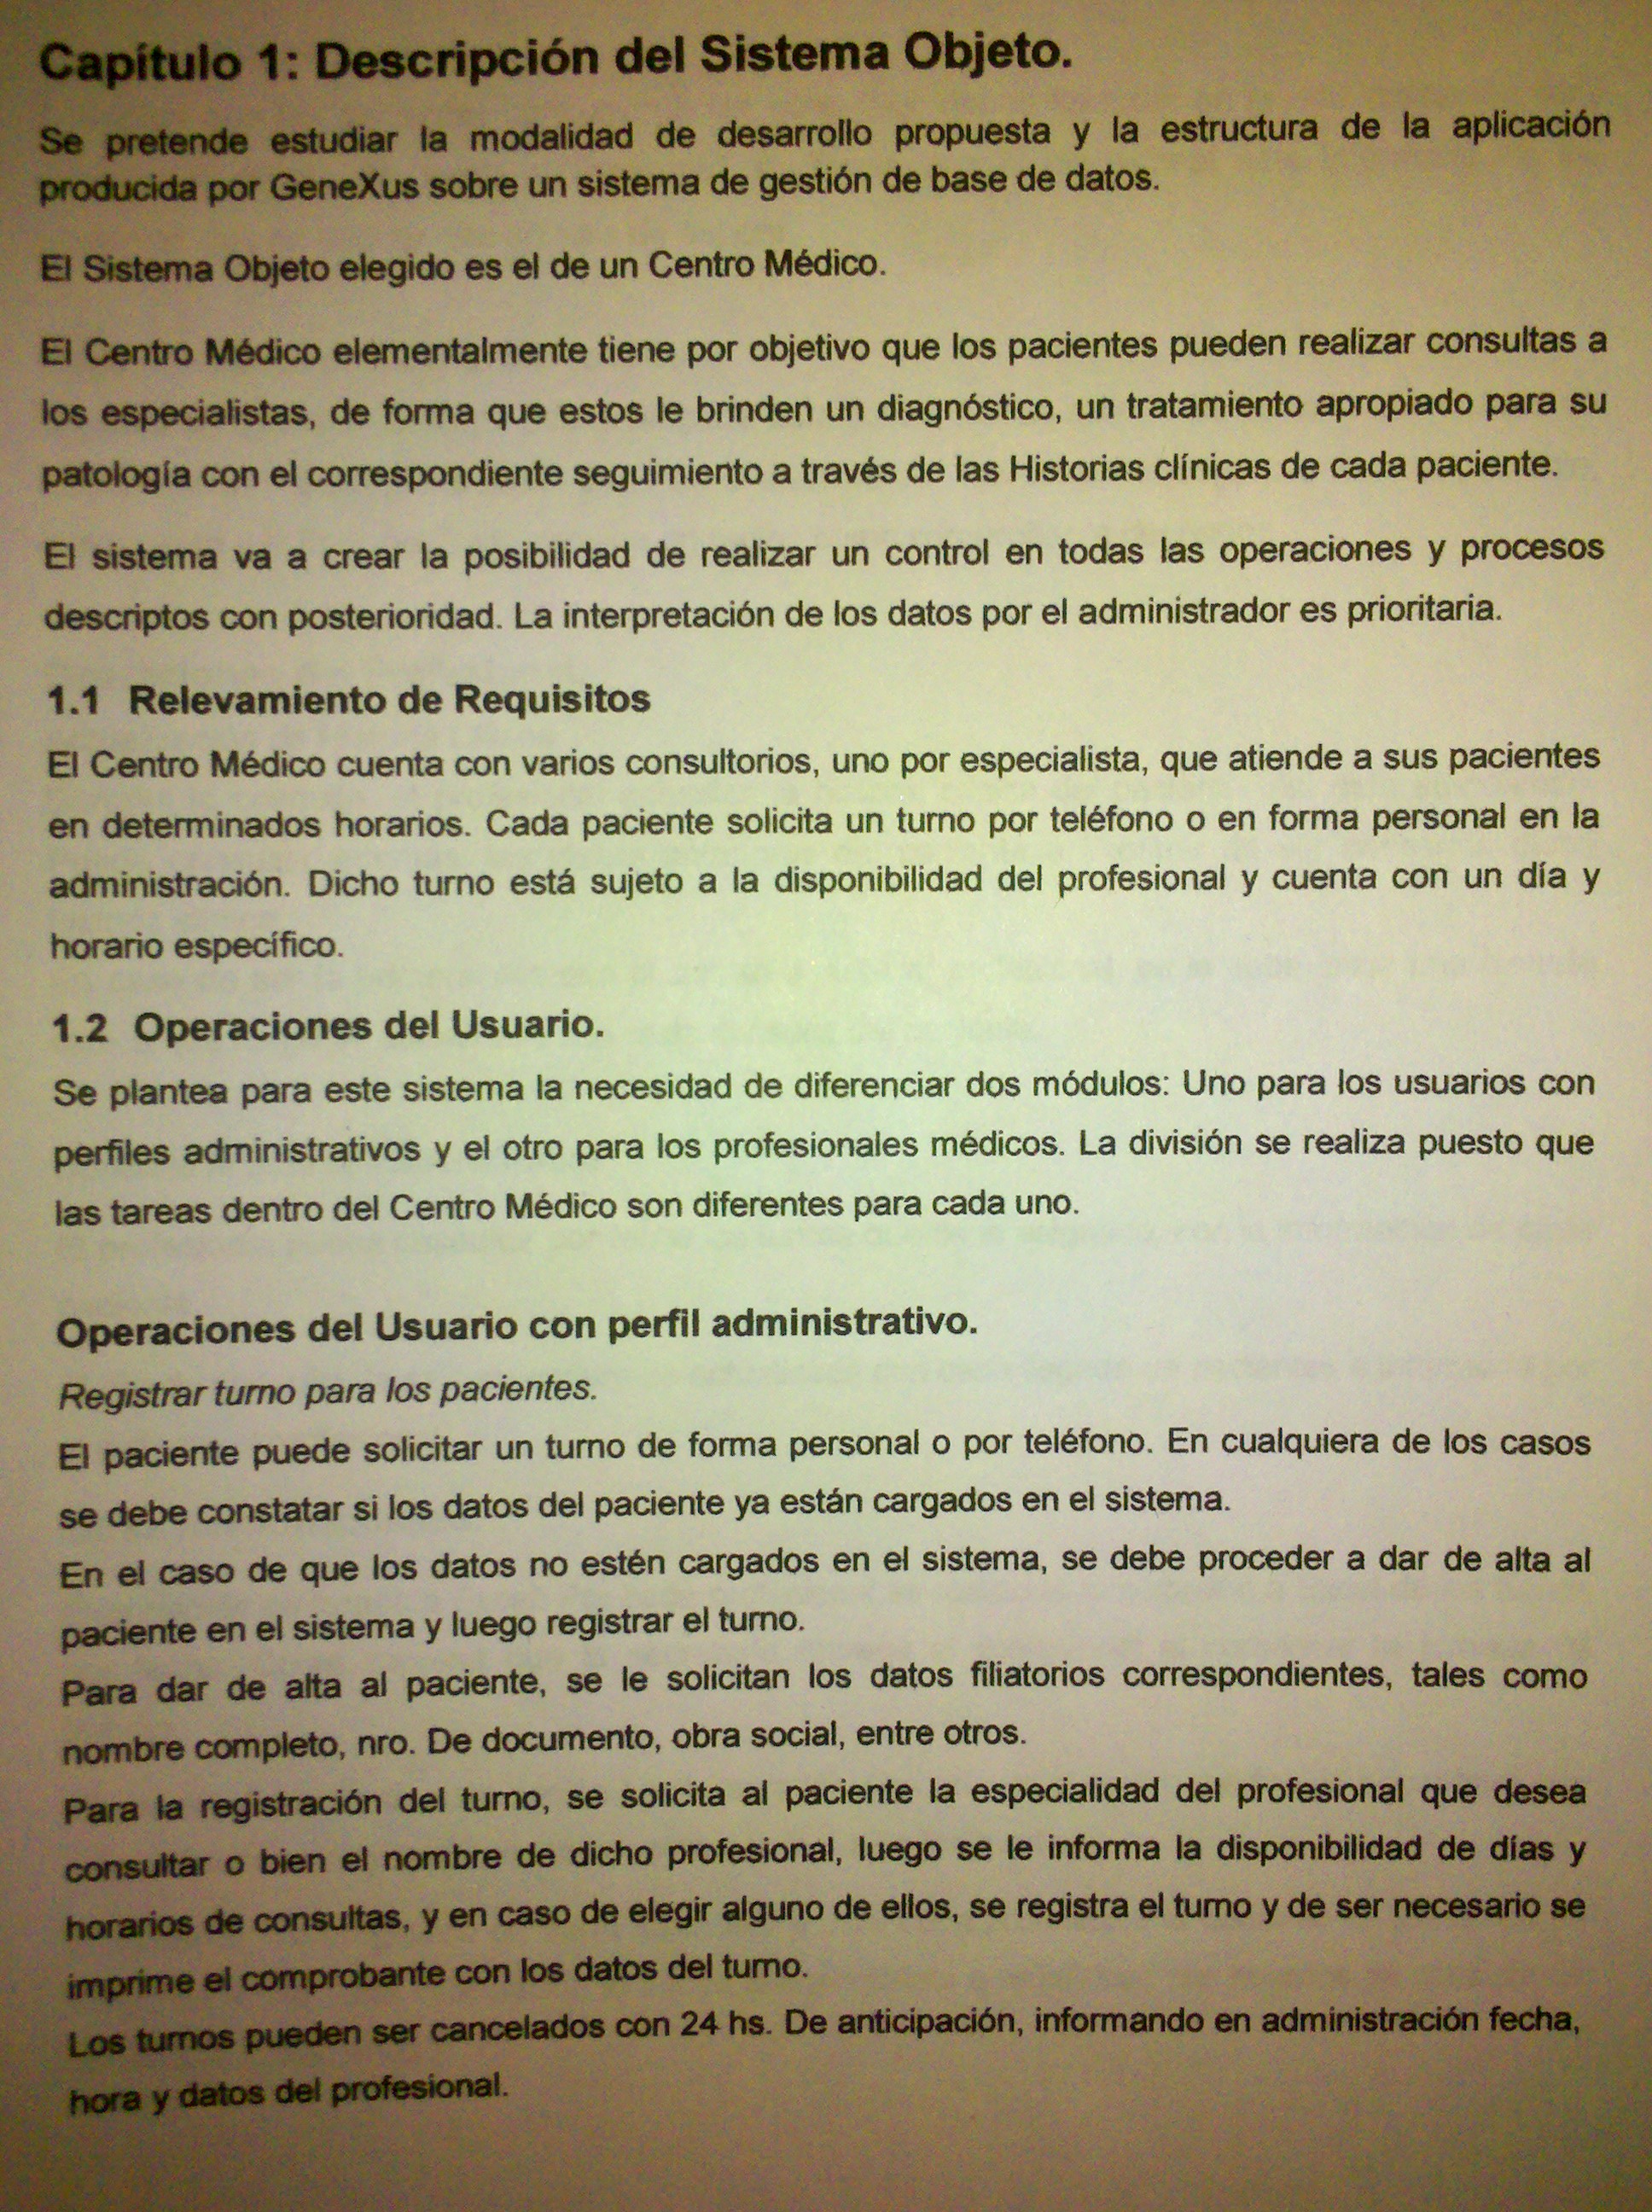 Capítulo 1: Descripción del Sistema Objeto.
Se pretende estudiar la modalidad de desarrollo propuesta y la estructura de la aplicación
producida por GeneXus sobre un sistema de gestión de base de datos.
El Sistema Objeto elegido es el de un Centro Médico.
El Centro Médico elementalmente tiene por objetivo que los pacientes pueden realizar consultas a
los especialistas, de forma que estos le brinden un diagnóstico, un tratamiento apropiado para su
patología con el correspondiente seguimiento a través de las Historias clínicas de cada paciente.
El sistema va a crear la posibilidad de realizar un control en todas las operaciones y procesos
descriptos con posterioridad. La interpretación de los datos por el administrador es prioritaria.
1.1 Relevamiento de Requisitos
El Centro Médico cuenta con varios consultorios, uno por especialista, que atiende a sus pacientes
en determinados horarios. Cada paciente solicita un turno por teléfono o en forma personal en la
administración. Dicho turno está sujeto a la disponibilidad del profesional y cuenta con un día y
horario específico.
1.2 Operaciones del Usuario.
Se plantea para este sistema la necesidad de diferenciar dos módulos: Uno para los usuarios con
perfiles administrativos y el otro para los profesionales médicos. La división se realiza puesto que
las tareas dentro del Centro Médico son diferentes para cada uno.
Operaciones del Usuario con perfil administrativo.
Registrar turno para los pacientes.
El paciente puede solicitar un turno de forma personal o por teléfono. En cualquiera de los casos
se debe constatar si los datos del paciente ya están cargados en el sistema.
En el caso de que los datos no estén cargados en el sistema, se debe proceder a dar de alta al
paciente en el sistema y luego registrar el turno.
Para dar de alta al paciente, se le solicitan los datos filiatorios correspondientes, tales como
nombre completo, nro. De documento, obra social, entre otros.
Para la registración del turno, se solicita al paciente la especialidad del profesional que desea
consultar o bien el nombre de dicho profesional, luego se le informa la disponibilidad de días y
horarios de consultas, y en caso de elegir alguno de ellos, se registra el turno y de ser necesario se
imprime el comprobante con los datos del turno.
Los turnos pueden ser cancelados con 24 hs. De anticipación, informando en administración fecha,
hora y datos del profesional.